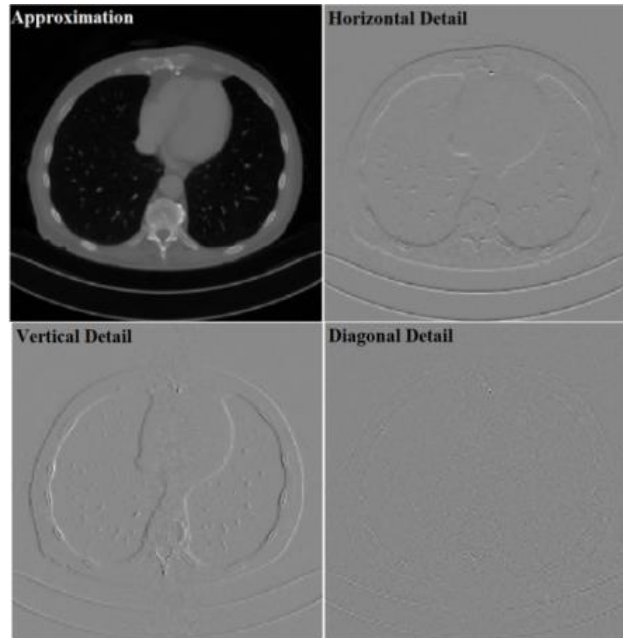 Approximation
Horizontal Detail
Vertical Detail
Diagonal Detail